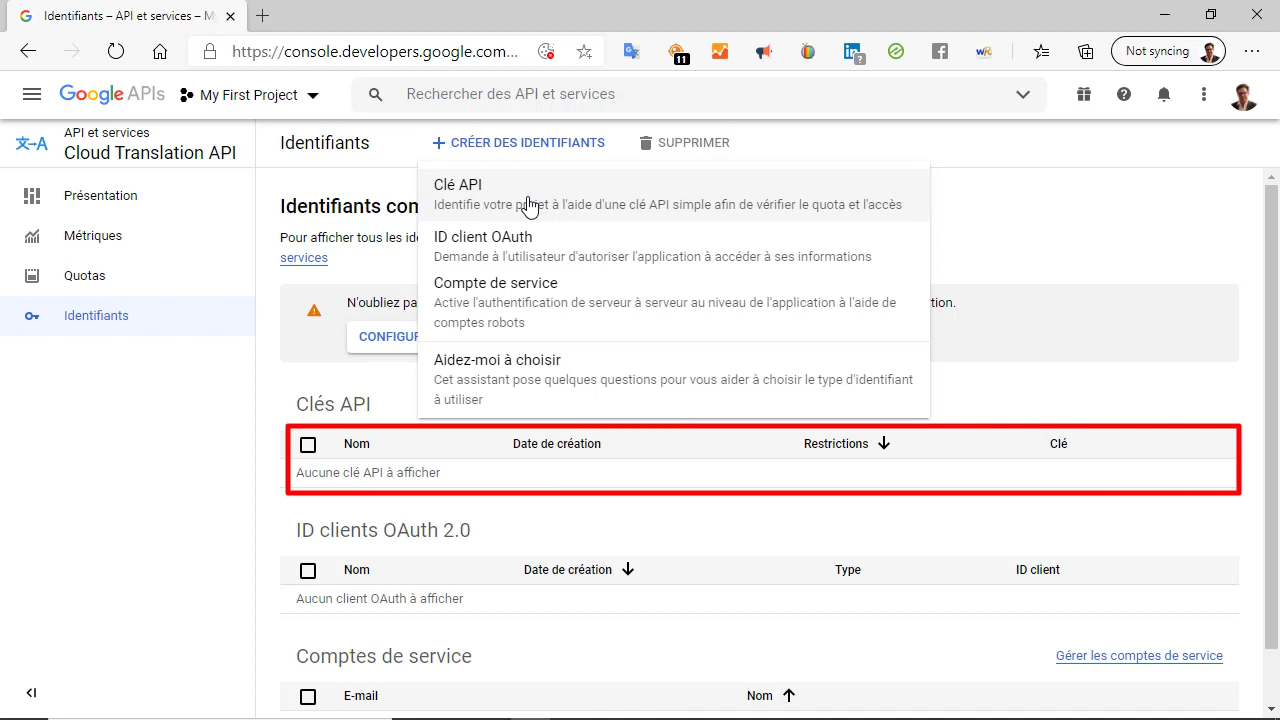 Identifiants – API et services – M
https://console.developers.google.com...
11
?
Not syncing
Google APIs
My First Project
Rechercher des API et services
API et services
Cloud Translation API
Identifiants
CRÉER DES IDENTIFIANTS
SUPPRIMER
Présentation
Métriques
Quotas
Identifiants
Clé API
Identifie votre projet à l'aide d'une clé API simple afin de vérifier le quota et l'accès
ID client OAuth
Demande à l'utilisateur d'autoriser l'application à accéder à ses informations
Compte de service
Active l'authentification de serveur à serveur au niveau de l'application à l'aide de
comptes robots
Aidez-moi à choisir
Cet assistant pose quelques questions pour vous aider à choisir le type d'identifiant
à utiliser
Identifiants com
Pour afficher tous les ide
services
N'oubliez pa
tion.
CONFIGUR
Clés API
Nom
Date de création
Restrictions
Clé
Aucune clé API à afficher
ID clients OAuth 2.0
Nom
Date de création
Type
ID client
Aucun client OAuth à afficher
Comptes de service
Gérer les comptes de service
E-mail
Nom